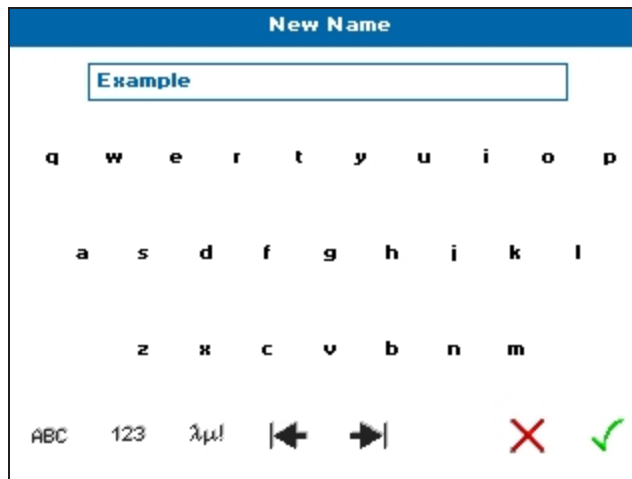 New Name
Example
q w e r t y u i o p
a s d f g h j k l
z x c v b n m
ABC 123 λμ!